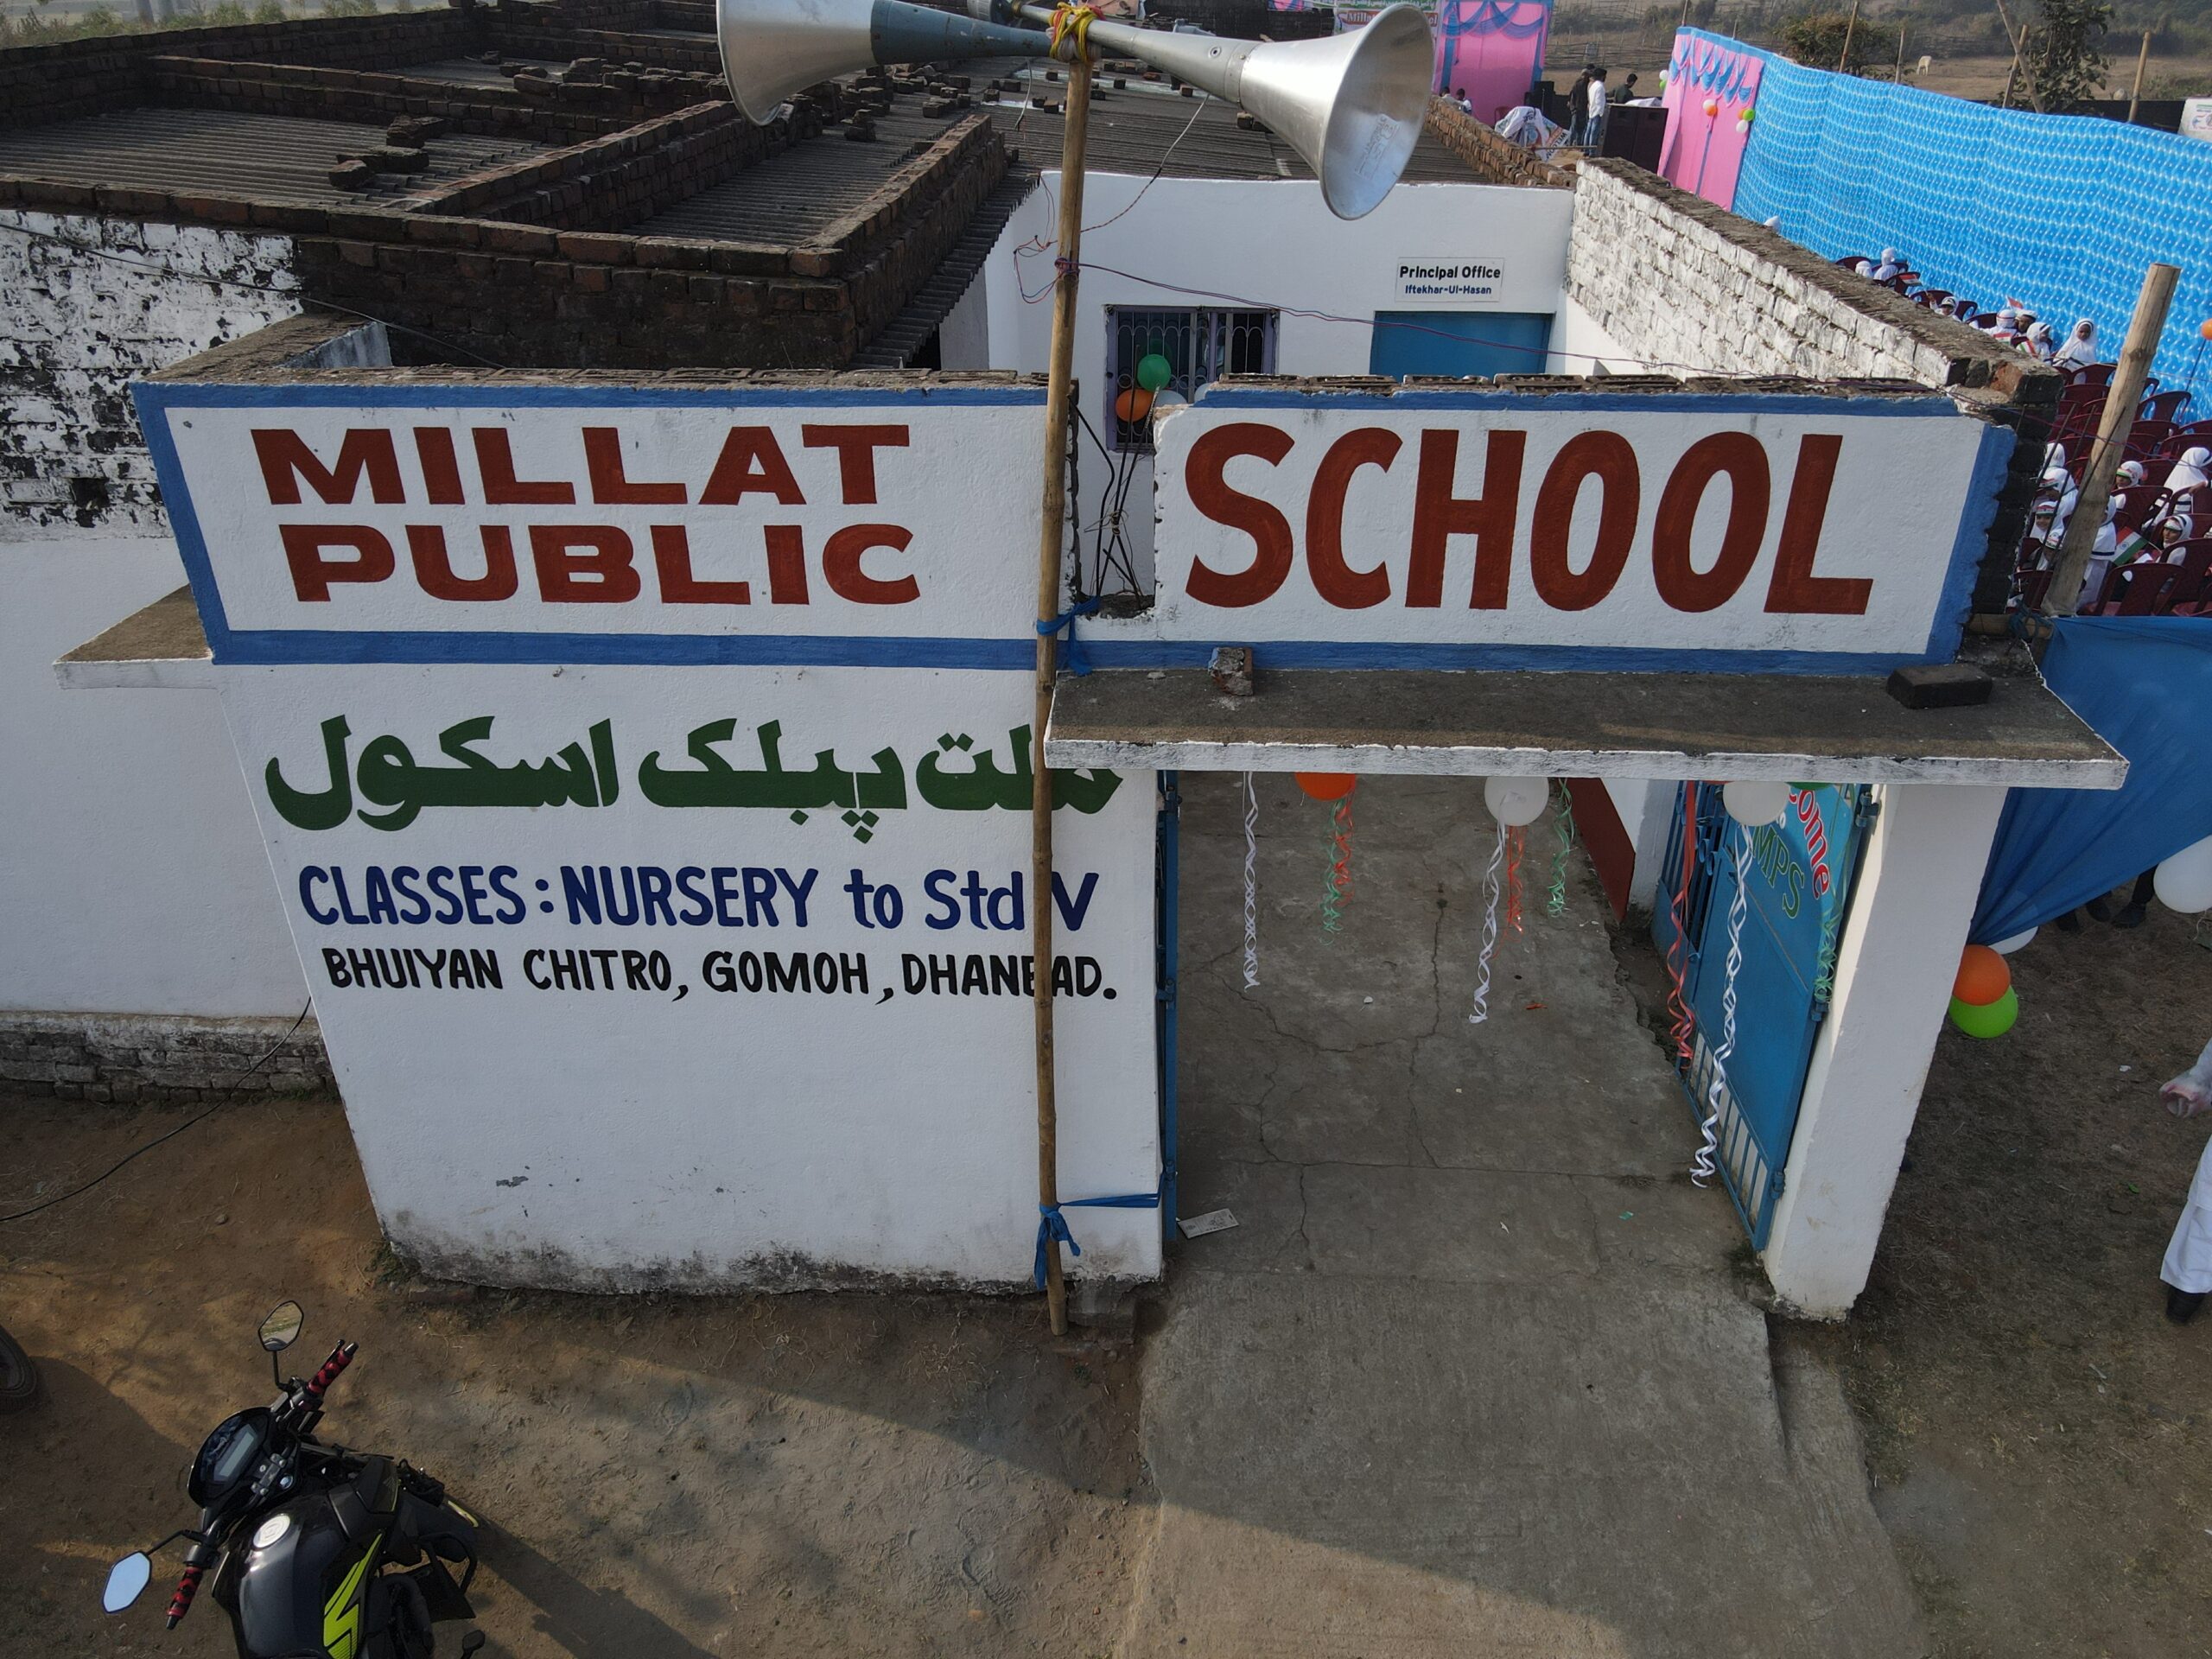 Principal Office
Iftekhar-Ul-Hasan
MILLAT
PUBLIC
SCHOOL
ملت پبلک اسکول
CLASSES: NURSERY to Std V
BHUIYAN CHITRO, GOMOH, DHANBAD.
MPS